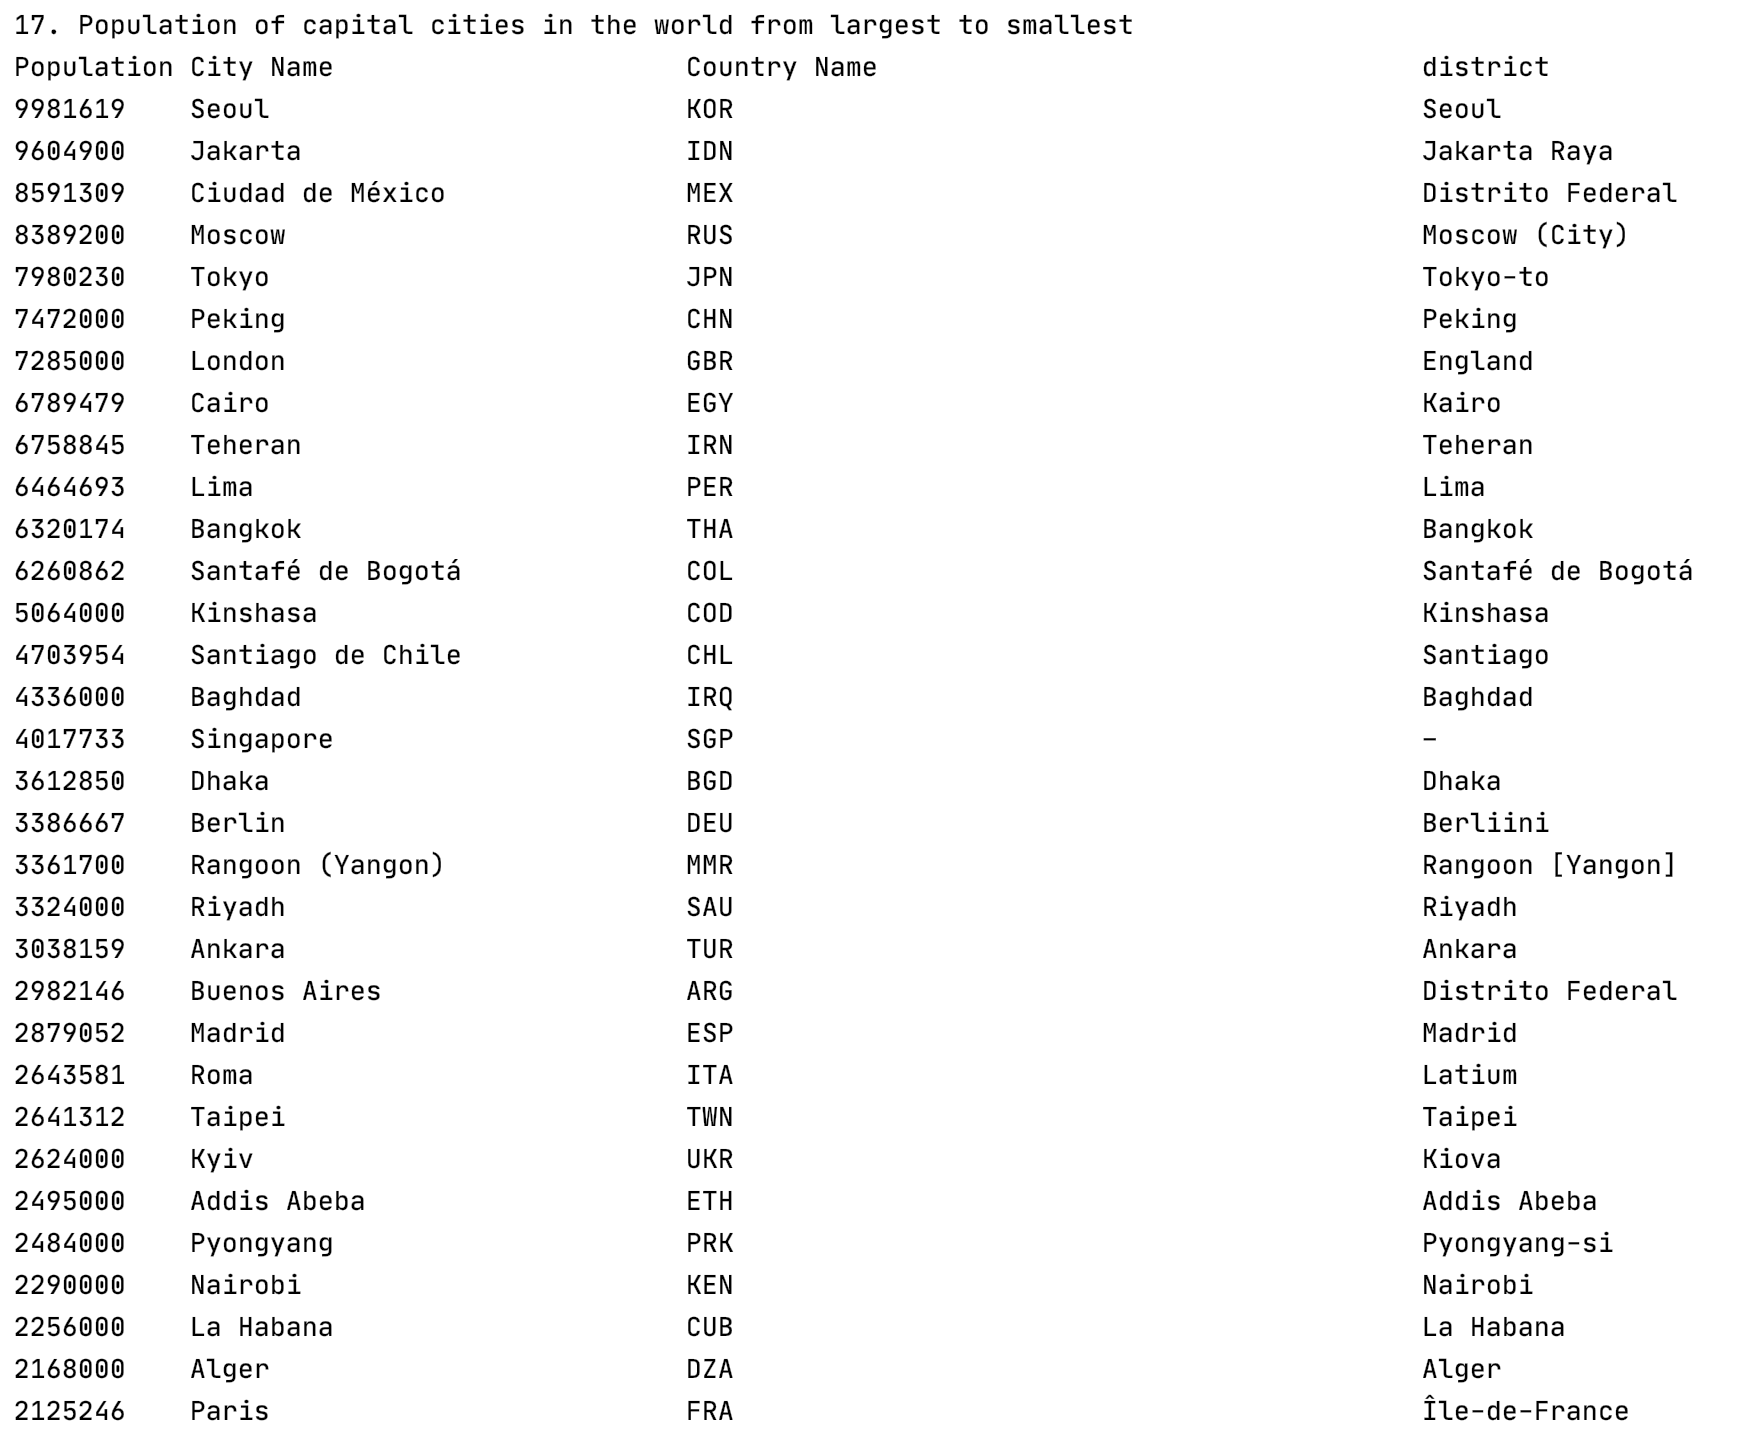 17. Population of capital cities in the world from largest to smallest
Population City Name Country Name district
9981619 Seoul KOR Seoul
9604900 Jakarta IDN Jakarta Raya
8591309 Ciudad de México MEX Distrito Federal
8389200 Moscow RUS Moscow (City)
7980230 Tokyo JPN Tokyo-to
7472000 Peking CHN Peking
7285000 London GBR England
6789479 Cairo EGY Kairo
6758845 Teheran IRN Teheran
6464693 Lima PER Lima
6320174 Bangkok THA Bangkok
6260862 Santafé de Bogotá COL Santafé de Bogotá
5064000 Kinshasa COD Kinshasa
4703954 Santiago de Chile CHL Santiago
4336000 Baghdad IRQ Baghdad
4017733 Singapore SGP –
3612850 Dhaka BGD Dhaka
3386667 Berlin DEU Berliini
3361700 Rangoon (Yangon) MMR Rangoon [Yangon]
3324000 Riyadh SAU Riyadh
3038159 Ankara TUR Ankara
2982146 Buenos Aires ARG Distrito Federal
2879052 Madrid ESP Madrid
2643581 Roma ITA Latium
2641312 Taipei TWN Taipei
2624000 Kyiv UKR Kiova
2495000 Addis Abeba ETH Addis Abeba
2484000 Pyongyang PRK Pyongyang-si
2290000 Nairobi KEN Nairobi
2256000 La Habana CUB La Habana
2168000 Alger DZA Alger
2125246 Paris FRA Île-de-France